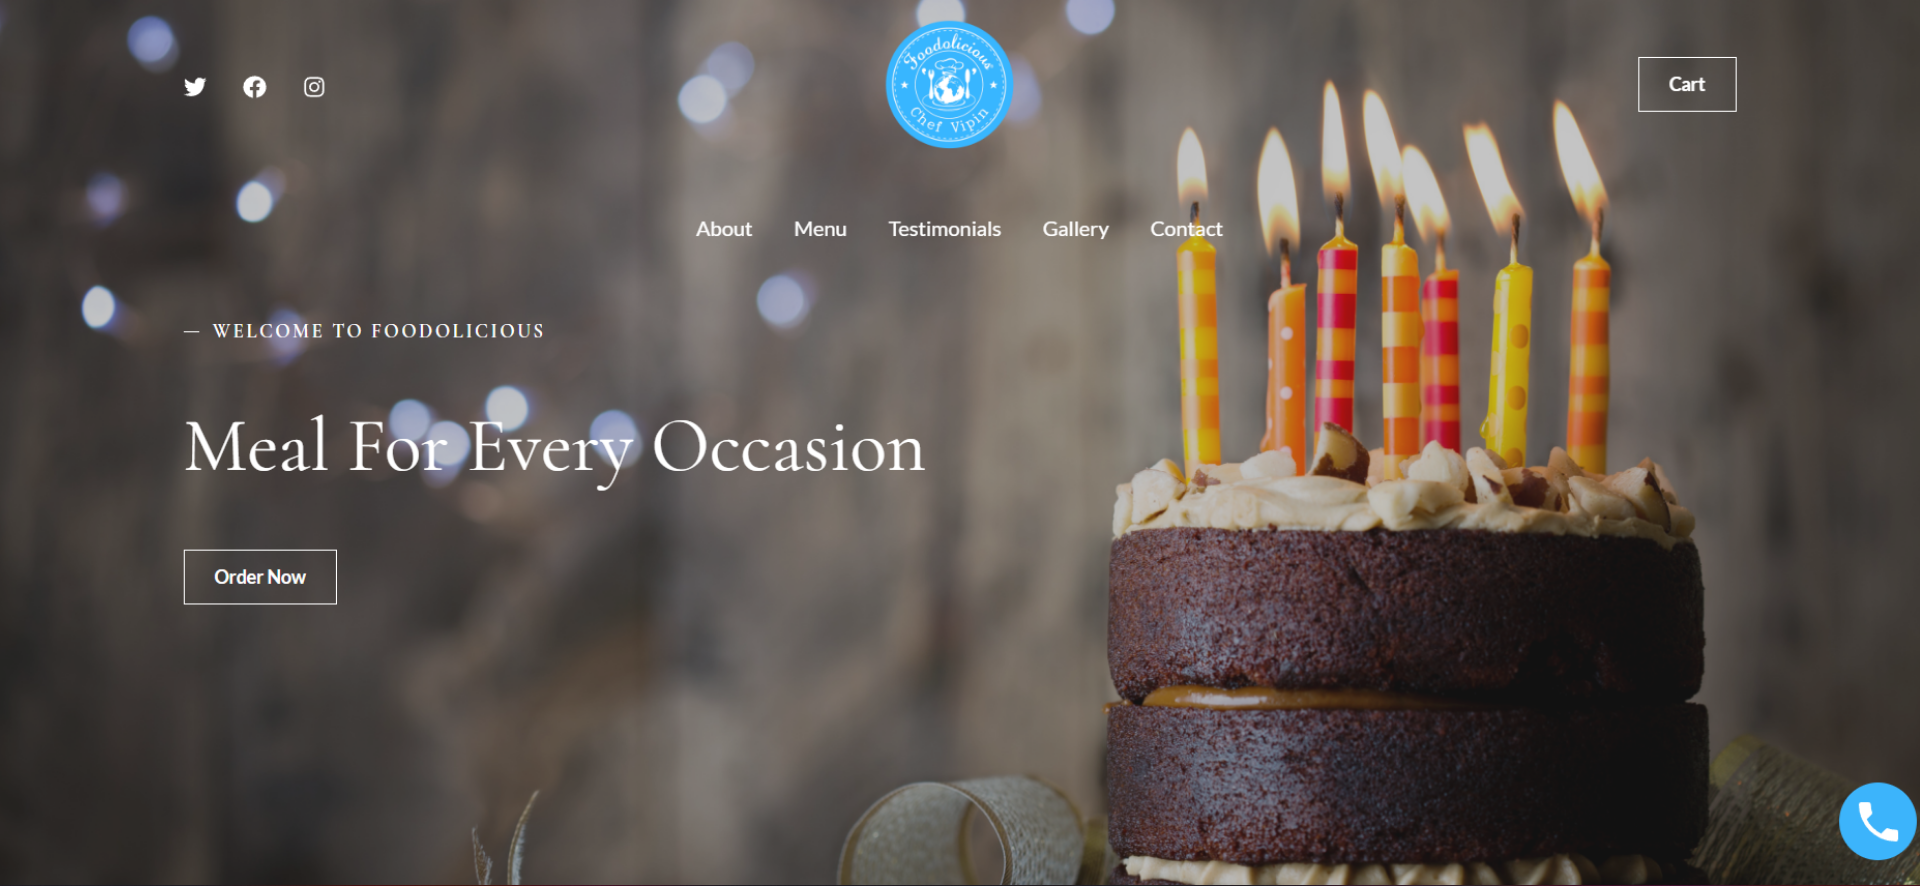 Foodolicious
Chef Vipin
Cart
About Menu Testimonials Gallery Contact
— WELCOME TO FOODOLICIOUS
Meal For Every Occasion
Order Now